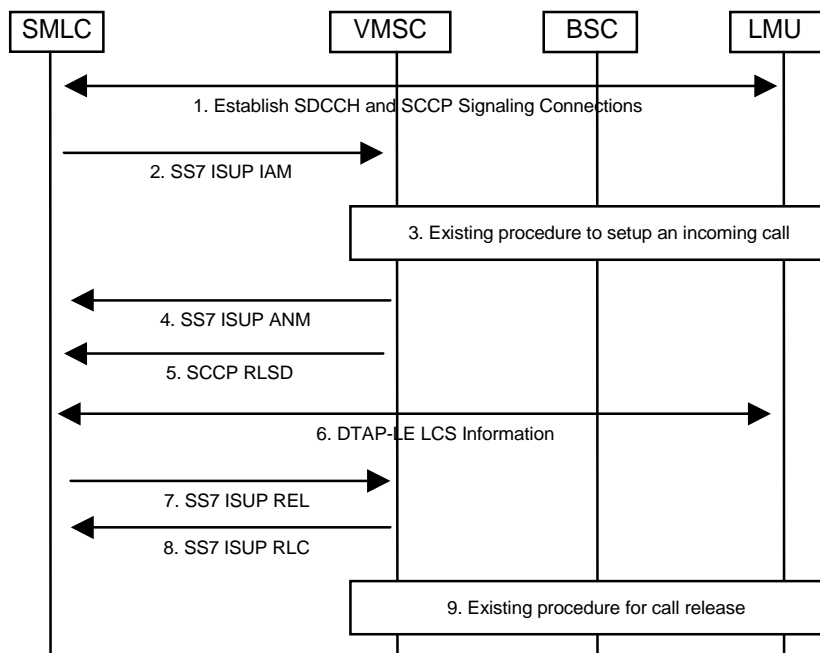 SMLC VMSC BSC LMU
1. Establish SDCCH and SCCP Signaling Connections
2. SS7 ISUP IAM
3. Existing procedure to setup an incoming call
4. SS7 ISUP ANM
5. SCCP RLSD
6. DTAP-LE LCS Information
7. SS7 ISUP REL
8. SS7 ISUP RLC
9. Existing procedure for call release